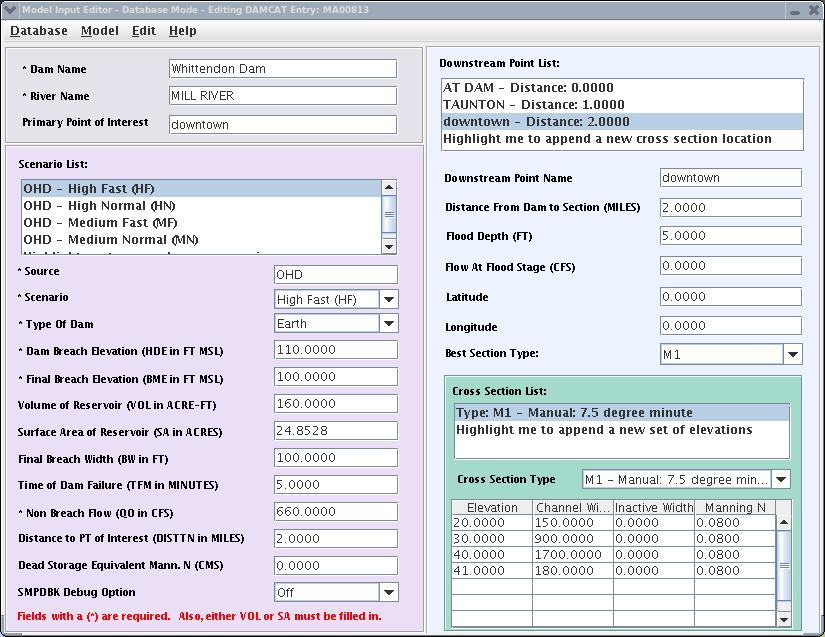 Model Input Editor - Database Mode - Editing DAMCAT Entry: MA00813
Database Model Edit Help
* Dam Name Whittendon Dam
* River Name MILL RIVER
Primary Point of Interest downtown
Scenario List:
OHD - High Fast (HF)
OHD - High Normal (HN)
OHD - Medium Fast (MF)
OHD - Medium Normal (MN)
* Source OHD
* Scenario High Fast (HF)
* Type Of Dam Earth
* Dam Breach Elevation (HDE in FT MSL) 110.0000
* Final Breach Elevation (BME in FT MSL) 100.0000
Volume of Reservoir (VOL in ACRE-FT) 160.0000
Surface Area of Reservoir (SA in ACRES) 24.8528
Final Breach Width (BW in FT) 100.0000
Time of Dam Failure (TFM in MINUTES) 5.0000
* Non Breach Flow (QO in CFS) 660.0000
Distance to PT of Interest (DISTTN in MILES) 2.0000
Dead Storage Equivalent Mann. N (CMS) 0.0000
SMPDBK Debug Option Off
Fields with a (*) are required. Also, either VOL or SA must be filled in.
Downstream Point List:
AT DAM - Distance: 0.0000
TAUNTON - Distance: 1.0000
downtown - Distance: 2.0000
Highlight me to append a new cross section location
Downstream Point Name downtown
Distance From Dam to Section (MILES) 2.0000
Flood Depth (FT) 5.0000
Flow At Flood Stage (CFS) 0.0000
Latitude 0.0000
Longitude 0.0000
Best Section Type: M1
Cross Section List:
Type: M1 - Manual: 7.5 degree minute
Highlight me to append a new set of elevations
Cross Section Type M1 - Manual: 7.5 degree min...
Elevation Channel Wi... Inactive Width Manning N
20.0000 150.0000 0.0000 0.0800
30.0000 900.0000 0.0000 0.0800
40.0000 1700.0000 0.0000 0.0800
41.0000 180.0000 0.0000 0.0800